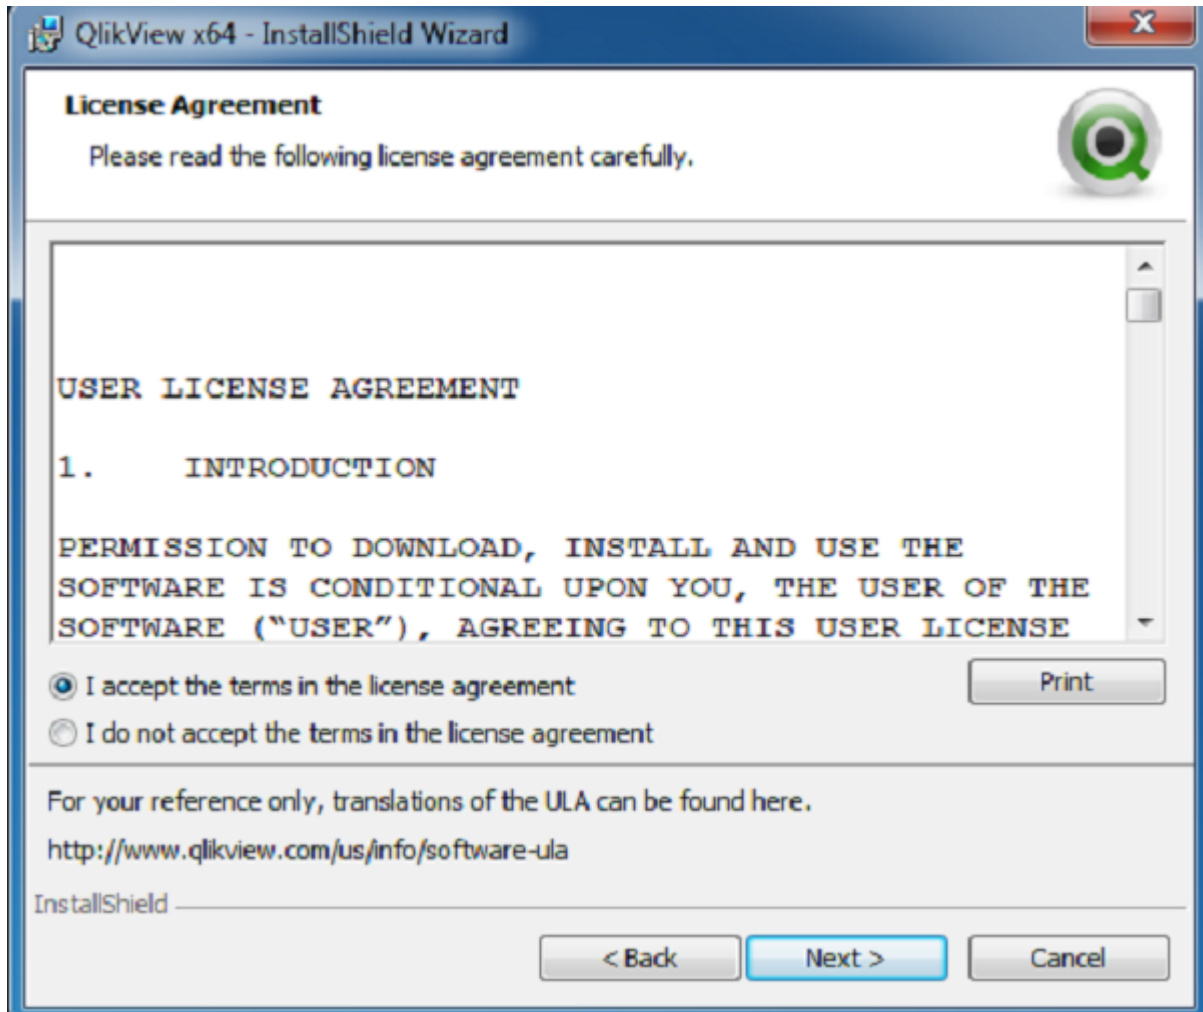 QlikView x64 - InstallShield Wizard
License Agreement
Please read the following license agreement carefully.
USER LICENSE AGREEMENT
1. INTRODUCTION
PERMISSION TO DOWNLOAD, INSTALL AND USE THE
SOFTWARE IS CONDITIONAL UPON YOU, THE USER OF THE
SOFTWARE (“USER”), AGREEING TO THIS USER LICENSE
I accept the terms in the license agreement
Print
I do not accept the terms in the license agreement
For your reference only, translations of the ULA can be found here.
http://www.qlikview.com/us/info/software-ula
InstallShield
< Back Next > Cancel